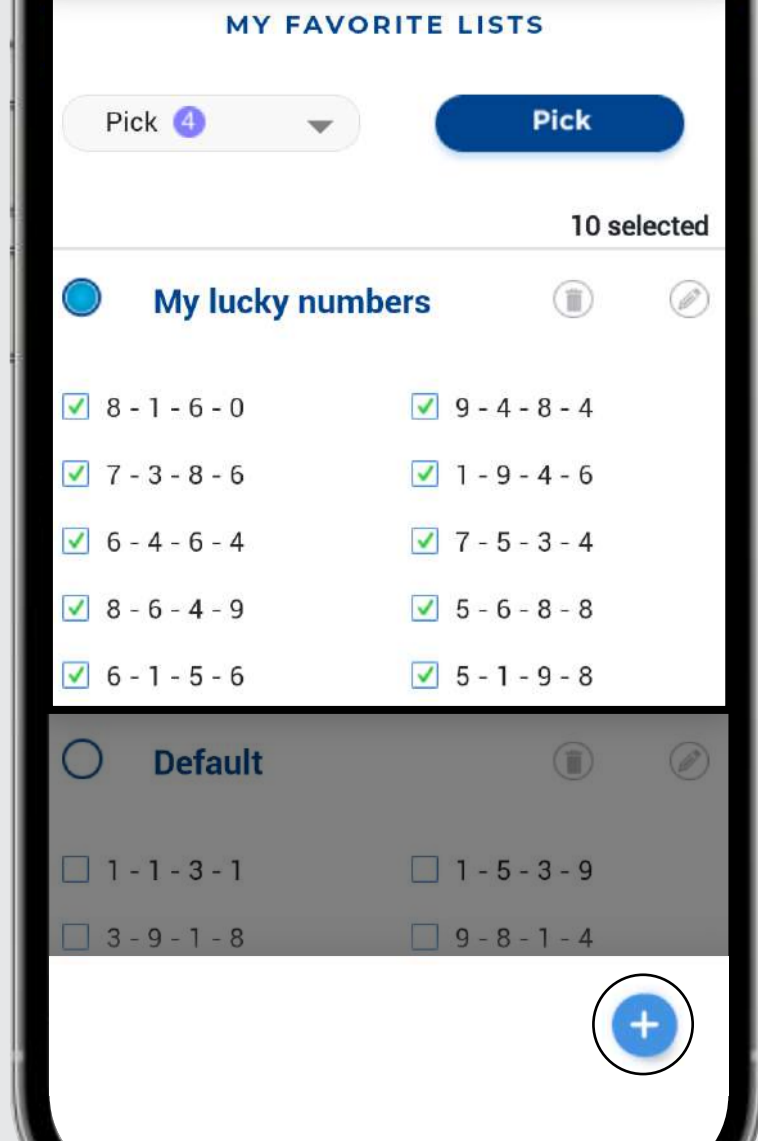 MY FAVORITE LISTS
Pick 4 Pick
10 selected
My lucky numbers
8 - 1 - 6 - 0 9 - 4 - 8 - 4
7 - 3 - 8 - 6 1 - 9 - 4 - 6
6 - 4 - 6 - 4 7 - 5 - 3 - 4
8 - 6 - 4 - 9 5 - 6 - 8 - 8
6 - 1 - 5 - 6 5 - 1 - 9 - 8
Default
1 - 1 - 3 - 1 1 - 5 - 3 - 9
3 - 9 - 1 - 8 9 - 8 - 1 - 4
+